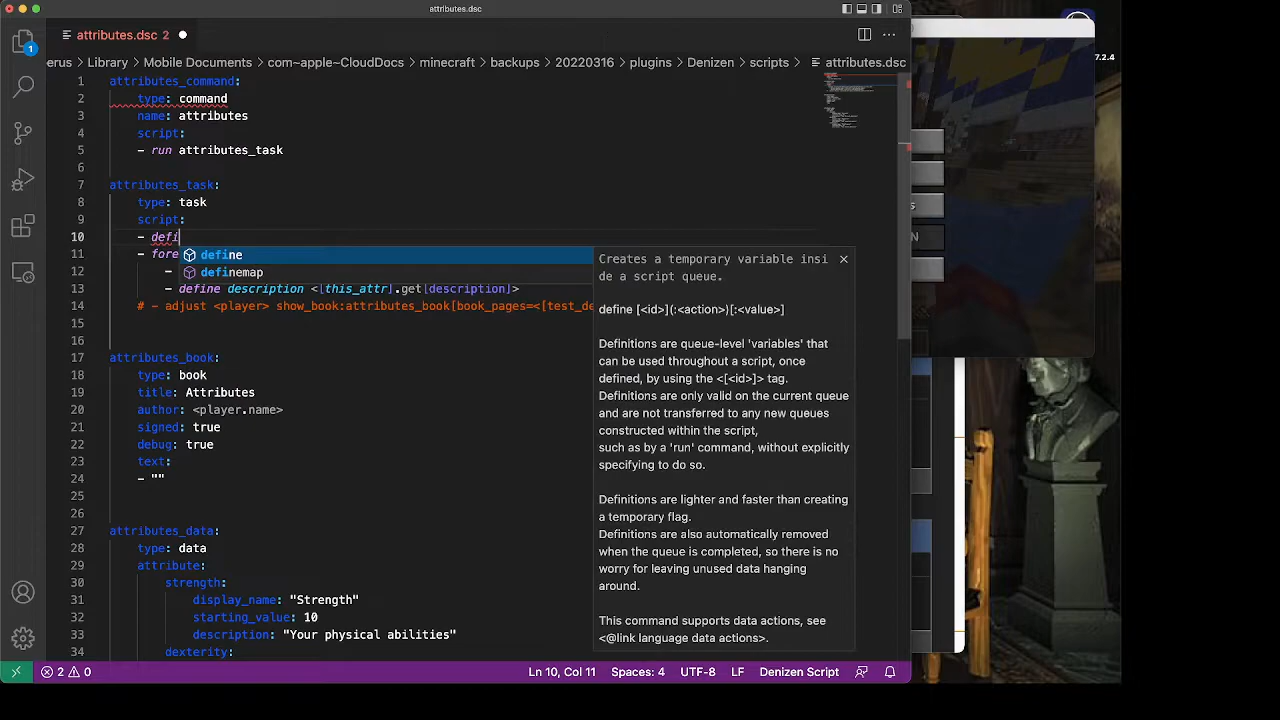 attributes.dsc
attributes.dsc 2
1
erus
Library
Mobile Documents
com~apple~CloudDocs
minecraft
backups
20220316
plugins
Denizen
scripts
attributes.dsc
7.2.4
1 attributes_command:
2 type: command
3 name: attributes
4 script:
5 - run attributes_task
6
7 attributes_task:
8 type: task
9 script:
10 - defi
11 - fore
12 -
13 - define description <[this_attr].get[description]>
14 # - adjust <player> show_book:attributes_book[book_pages=<[test_de
15
16
17 attributes_book:
18 type: book
19 title: Attributes
20 author: <player.name>
21 signed: true
22 debug: true
23 text:
24 - ""
25
26
27 attributes_data:
28 type: data
29 attribute:
30 strength:
31 display_name: "Strength"
32 starting_value: 10
33 description: "Your physical abilities"
34 dexterity:
define
definemap
Creates a temporary variable insi
de a script queue.
define [<id>](:<action>)[:<value>]
Definitions are queue-level 'variables' that
can be used throughout a script, once
defined, by using the <[<id>]> tag.
Definitions are only valid on the current queue
and are not transferred to any new queues
constructed within the script,
such as by a 'run' command, without explicitly
specifying to do so.
Definitions are lighter and faster than creating
a temporary flag.
Definitions are also automatically removed
when the queue is completed, so there is no
worry for leaving unused data hanging
around.
This command supports data actions, see
<@link language data actions>.
s
N
2 0
Ln 10, Col 11
Spaces: 4
UTF-8
LF
Denizen Script